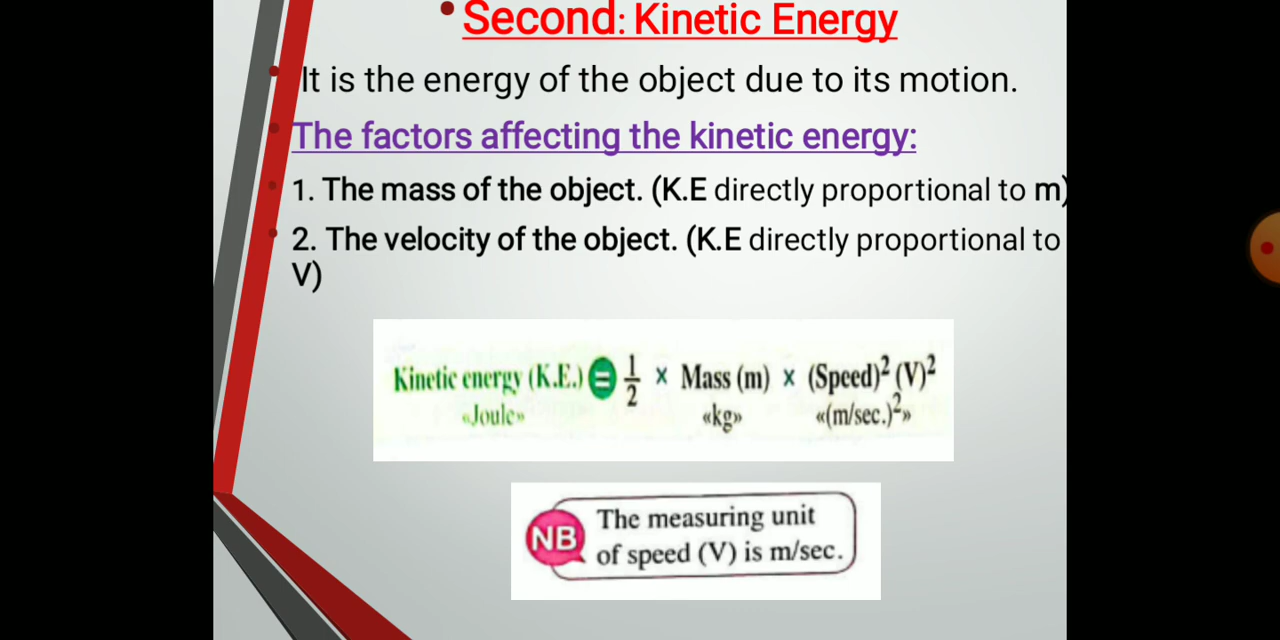 Second: Kinetic Energy
It is the energy of the object due to its motion.
The factors affecting the kinetic energy:
1. The mass of the object. (K.E directly proportional to m)
2. The velocity of the object. (K.E directly proportional to
V)
Kinetic energy (K.E.) = 1/2 × Mass (m) × (Speed)² (V)²
«Joule» «kg» «(m/sec.)²»
NB The measuring unit
of speed (V) is m/sec.